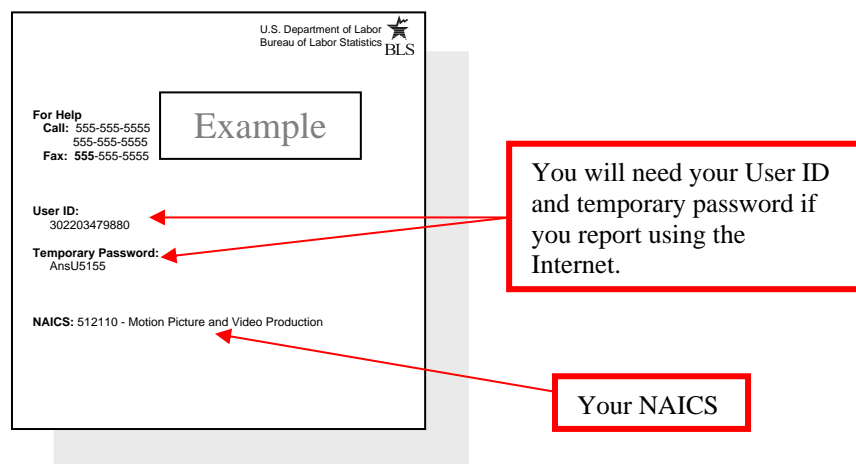 U.S. Department of Labor
Bureau of Labor Statistics
BLS
For Help
Call: 555-555-5555
555-555-5555
Fax: 555-555-5555
Example
User ID:
302203479880
Temporary Password:
AnsU5155
NAICS: 512110 - Motion Picture and Video Production
You will need your User ID
and temporary password if
you report using the
Internet.
Your NAICS